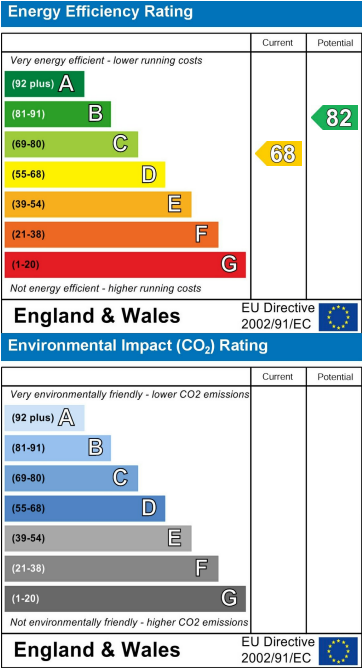 Energy Efficiency Rating
Current Potential
Very energy efficient - lower running costs
(92 plus) A
(81-91) B
82
(69-80) C
68
(55-68) D
(39-54) E
(21-38) F
(1-20) G
Not energy efficient - higher running costs
England & Wales
EU Directive
2002/91/EC
Environmental Impact (CO₂) Rating
Current Potential
Very environmentally friendly - lower CO2 emissions
(92 plus) A
(81-91) B
(69-80) C
(55-68) D
(39-54) E
(21-38) F
(1-20) G
Not environmentally friendly - higher CO2 emissions
England & Wales
EU Directive
2002/91/EC